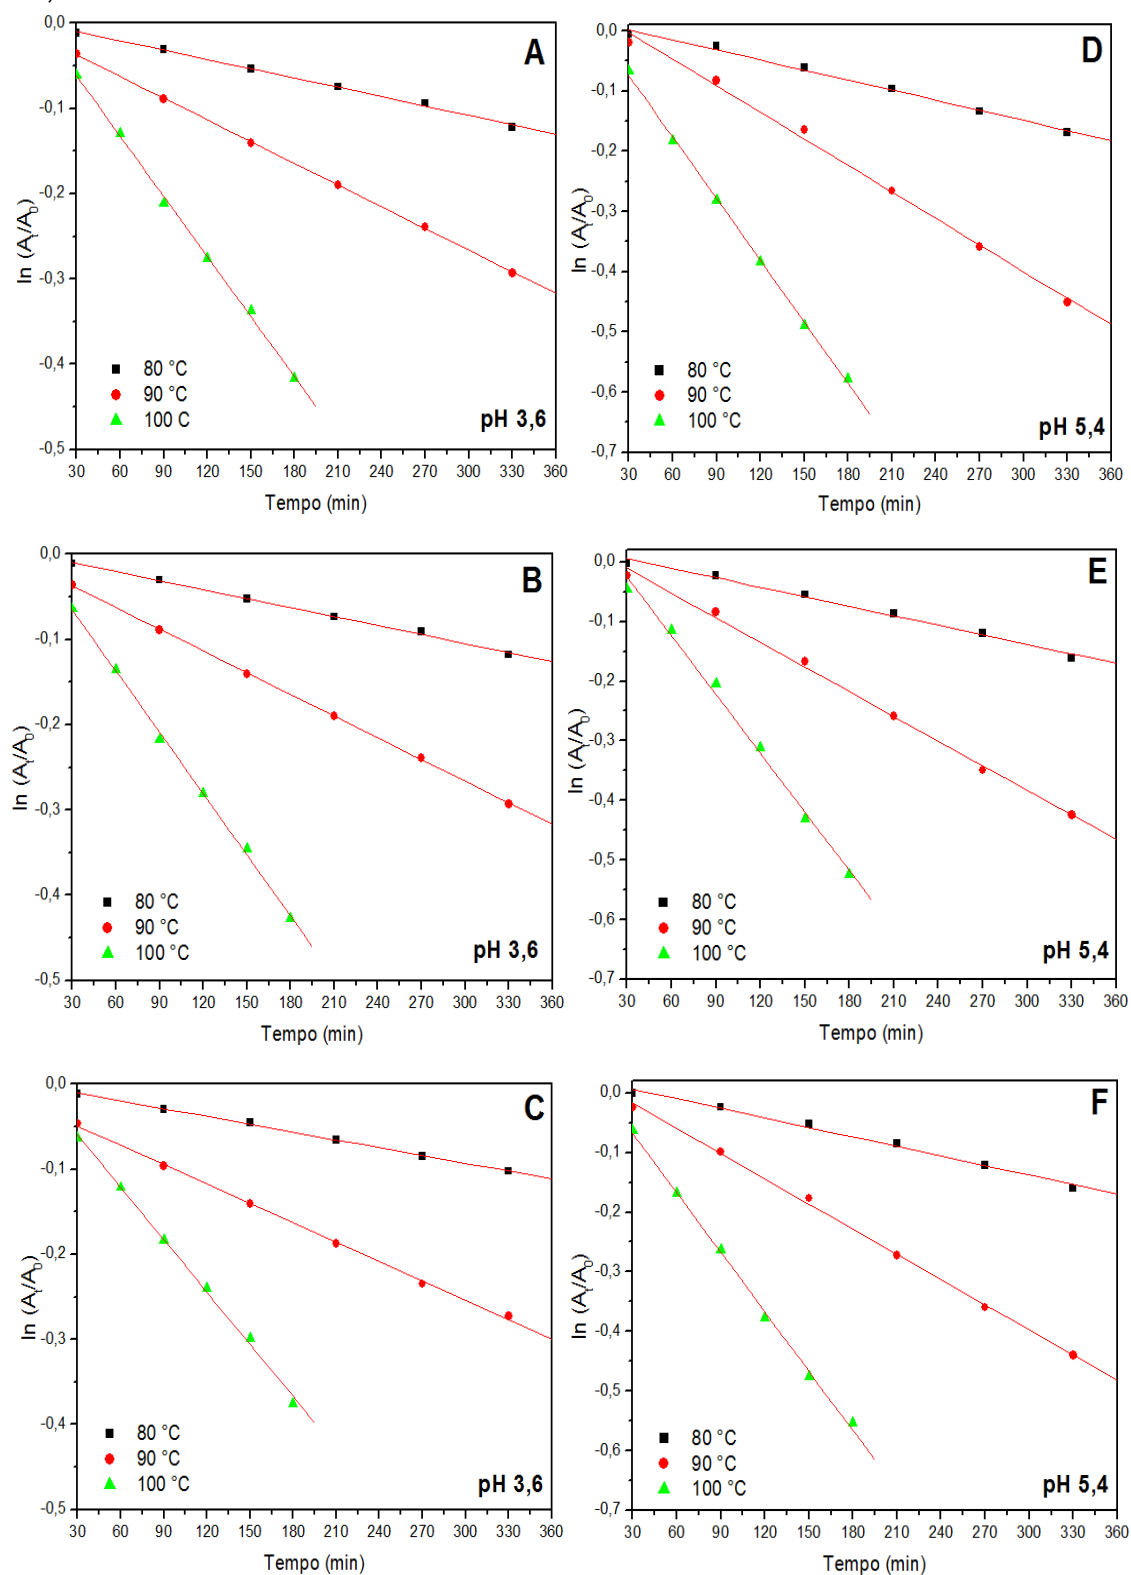 A
0,0
-0,1
-0,2
-0,3
-0,4
-0,5
ln (At/A0)
80 °C
90 °C
100 C
pH 3,6
30 60 90 120 150 180 210 240 270 300 330 360
Tempo (min)
D
0,0
-0,1
-0,2
-0,3
-0,4
-0,5
-0,6
-0,7
ln (At/A0)
80 °C
90 °C
100 °C
pH 5,4
30 60 90 120 150 180 210 240 270 300 330 360
Tempo (min)
B
0,0
-0,1
-0,2
-0,3
-0,4
-0,5
ln (At/A0)
80 °C
90 °C
100 °C
pH 3,6
30 60 90 120 150 180 210 240 270 300 330 360
Tempo (min)
E
0,0
-0,1
-0,2
-0,3
-0,4
-0,5
-0,6
-0,7
ln (At/A0)
80 °C
90 °C
100 °C
pH 5,4
30 60 90 120 150 180 210 240 270 300 330 360
Tempo (min)
C
0,0
-0,1
-0,2
-0,3
-0,4
-0,5
ln (At/A0)
80 °C
90 °C
100 °C
pH 3,6
30 60 90 120 150 180 210 240 270 300 330 360
Tempo (min)
F
0,0
-0,1
-0,2
-0,3
-0,4
-0,5
-0,6
-0,7
ln (At/A0)
80 °C
90 °C
100 °C
pH 5,4
30 60 90 120 150 180 210 240 270 300 330 360
Tempo (min)